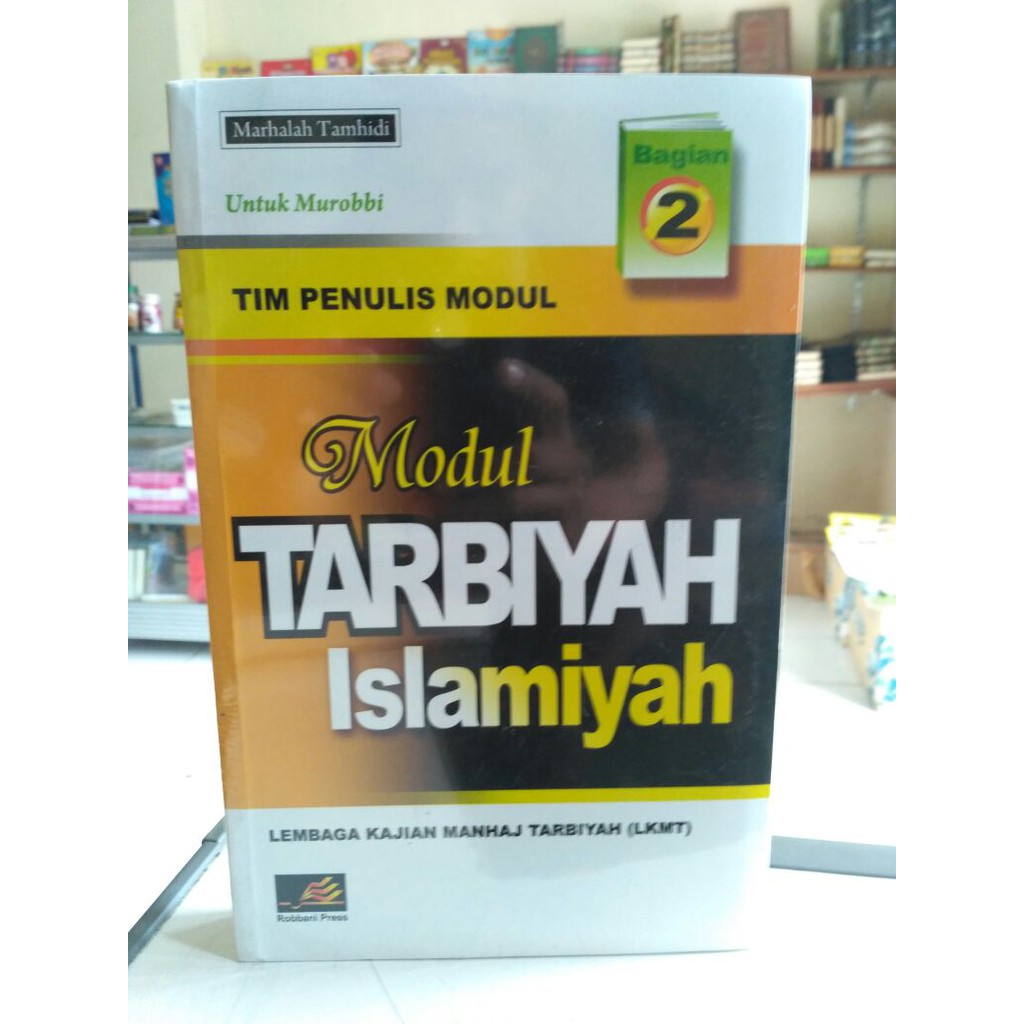 Marhalah Tamhidi
Bagian
2
Untuk Murobbi
TIM PENULIS MODUL
Modul
TARBIYAH
Islamiyah
LEMBAGA KAJIAN MANHAJ TARBIYAH (LKMT)
Robbani Press